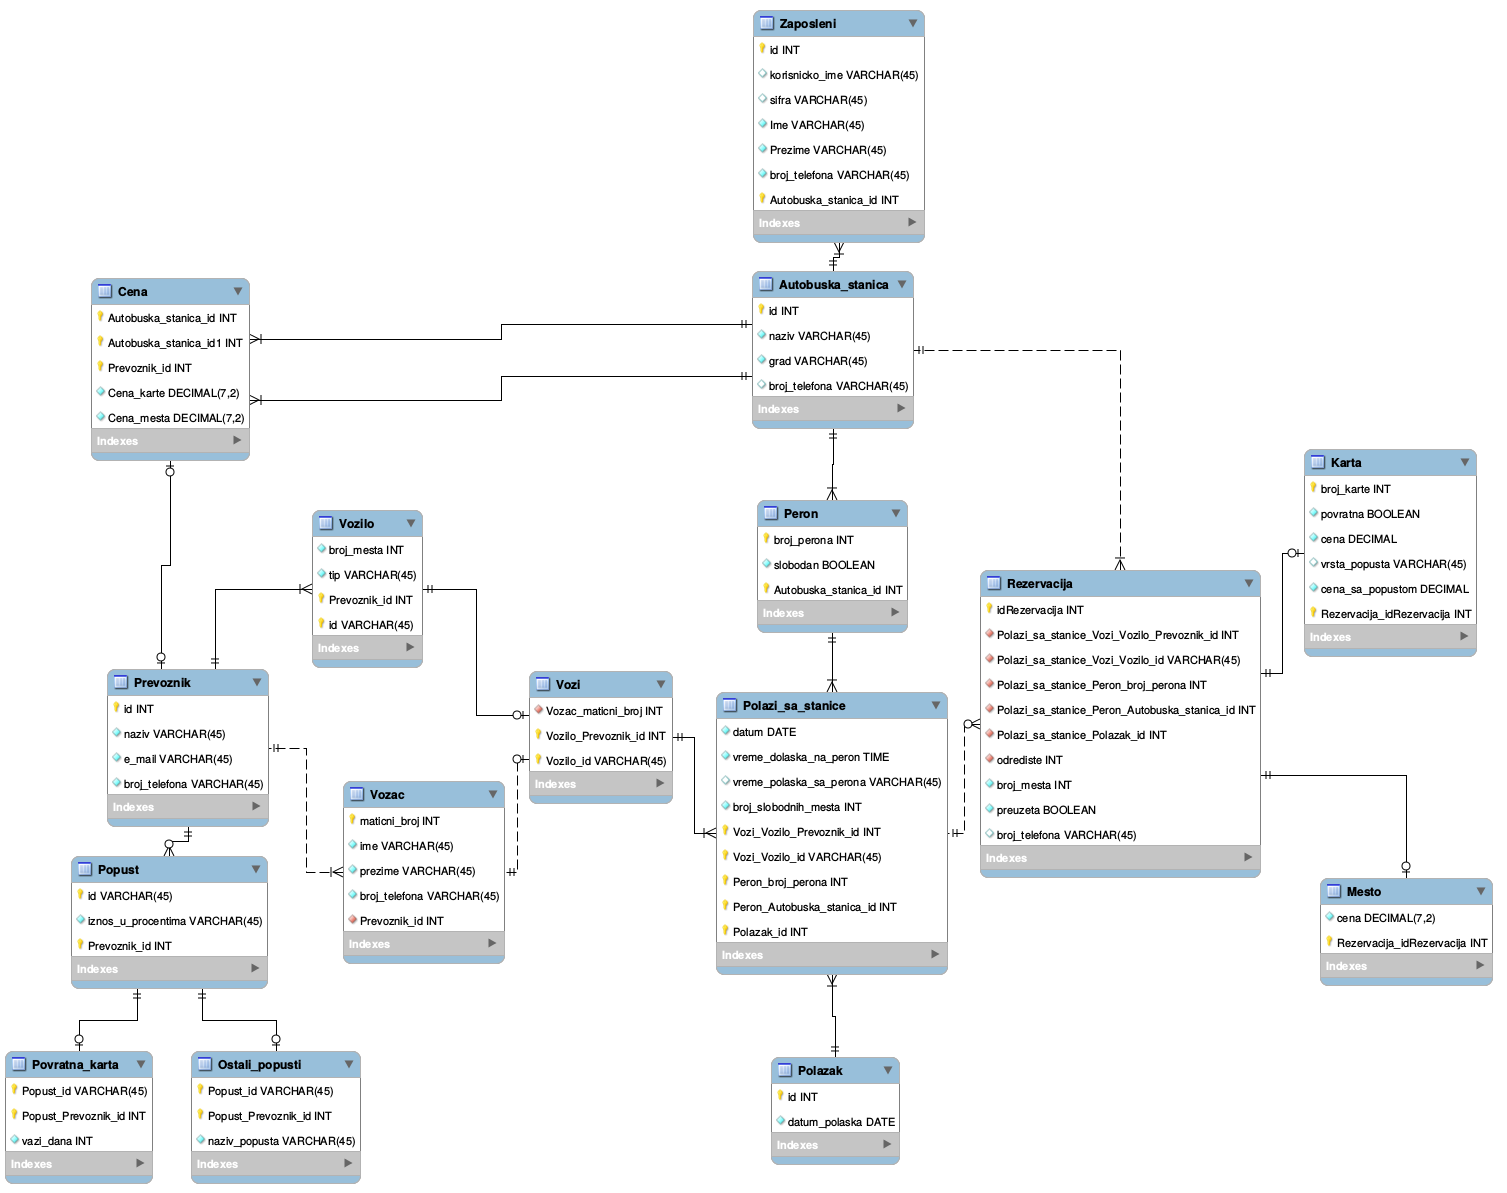 Zaposleni
id INT
korisnicko_ime VARCHAR(45)
sifra VARCHAR(45)
Ime VARCHAR(45)
Prezime VARCHAR(45)
broj_telefona VARCHAR(45)
Autobuska_stanica_id INT
Indexes
Cena
Autobuska_stanica_id INT
Autobuska_stanica_id1 INT
Prevoznik_id INT
Cena_karte DECIMAL(7,2)
Cena_mesta DECIMAL(7,2)
Indexes
Autobuska_stanica
id INT
naziv VARCHAR(45)
grad VARCHAR(45)
broj_telefona VARCHAR(45)
Indexes
Karta
broj_karte INT
povratna BOOLEAN
cena DECIMAL
vrsta_popusta VARCHAR(45)
cena_sa_popustom DECIMAL
Rezervacija_idRezervacija INT
Indexes
Vozilo
broj_mesta INT
tip VARCHAR(45)
Prevoznik_id INT
id VARCHAR(45)
Indexes
Peron
broj_perona INT
slobodan BOOLEAN
Autobuska_stanica_id INT
Indexes
Rezervacija
idRezervacija INT
Polazi_sa_stanice_Vozi_Vozilo_Prevoznik_id INT
Polazi_sa_stanice_Vozi_Vozilo_id VARCHAR(45)
Polazi_sa_stanice_Peron_broj_perona INT
Polazi_sa_stanice_Peron_Autobuska_stanica_id INT
Polazi_sa_stanice_Polazak_id INT
odrediste INT
broj_mesta INT
preuzeta BOOLEAN
broj_telefona VARCHAR(45)
Indexes
Prevoznik
id INT
naziv VARCHAR(45)
e_mail VARCHAR(45)
broj_telefona VARCHAR(45)
Indexes
Vozi
Vozac_maticni_broj INT
Vozilo_Prevoznik_id INT
Vozilo_id VARCHAR(45)
Indexes
Polazi_sa_stanice
datum DATE
vreme_dolaska_na_peron TIME
vreme_polaska_sa_perona VARCHAR(45)
broj_slobodnih_mesta INT
Vozi_Vozilo_Prevoznik_id INT
Vozi_Vozilo_id VARCHAR(45)
Peron_broj_perona INT
Peron_Autobuska_stanica_id INT
Polazak_id INT
Indexes
Vozac
maticni_broj INT
ime VARCHAR(45)
prezime VARCHAR(45)
broj_telefona VARCHAR(45)
Prevoznik_id INT
Indexes
Popust
id VARCHAR(45)
iznos_u_procentima VARCHAR(45)
Prevoznik_id INT
Indexes
Mesto
cena DECIMAL(7,2)
Rezervacija_idRezervacija INT
Indexes
Povratna_karta
Popust_id VARCHAR(45)
Popust_Prevoznik_id INT
vazi_dana INT
Indexes
Ostali_popusti
Popust_id VARCHAR(45)
Popust_Prevoznik_id INT
naziv_popusta VARCHAR(45)
Indexes
Polazak
id INT
datum_polaska DATE
Indexes